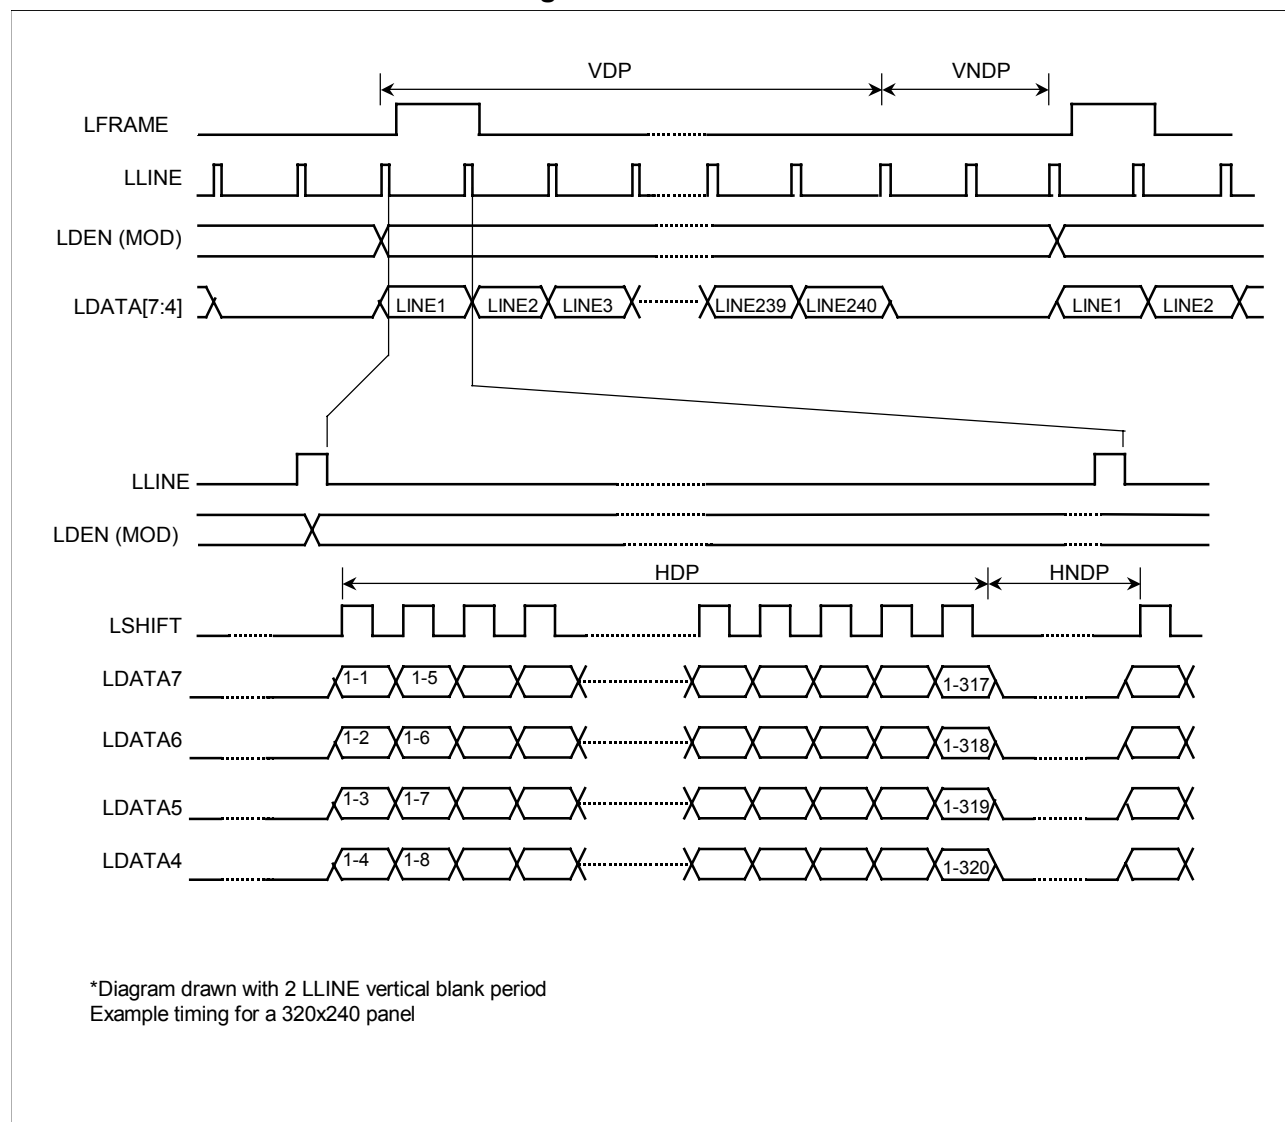 VDP VNDP
LFRAME
LLINE
LDEN (MOD)
LDATA[7:4] LINE1 LINE2 LINE3 LINE239 LINE240 LINE1 LINE2
LLINE
LDEN (MOD)
HDP HNDP
LSHIFT
LDATA7 1-1 1-5 1-317
LDATA6 1-2 1-6 1-318
LDATA5 1-3 1-7 1-319
LDATA4 1-4 1-8 1-320
*Diagram drawn with 2 LLINE vertical blank period
Example timing for a 320x240 panel